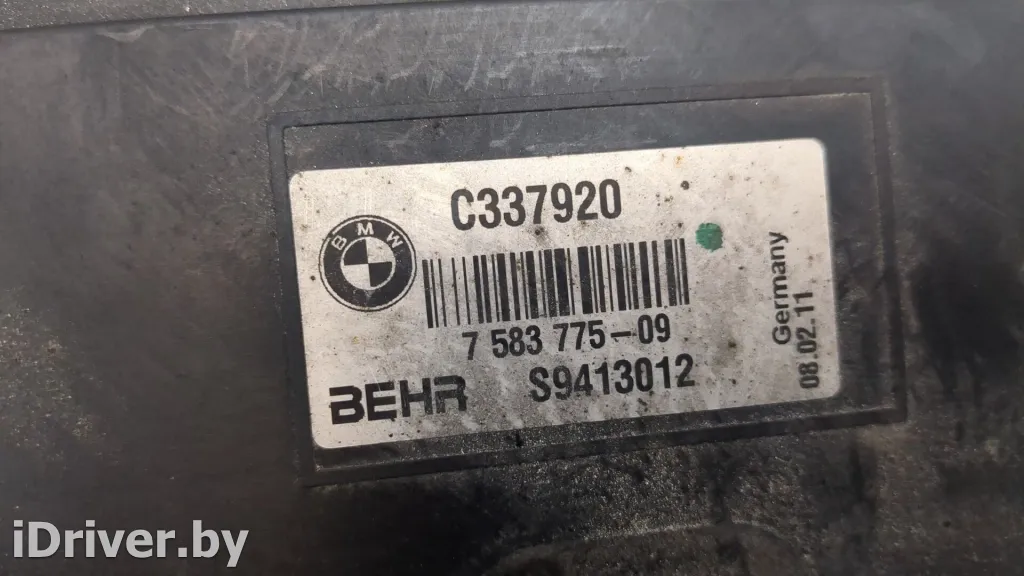 C337920
BMW
7 583 775-09
BEHR S9413012
Germany
08.02.11
iDriver.by